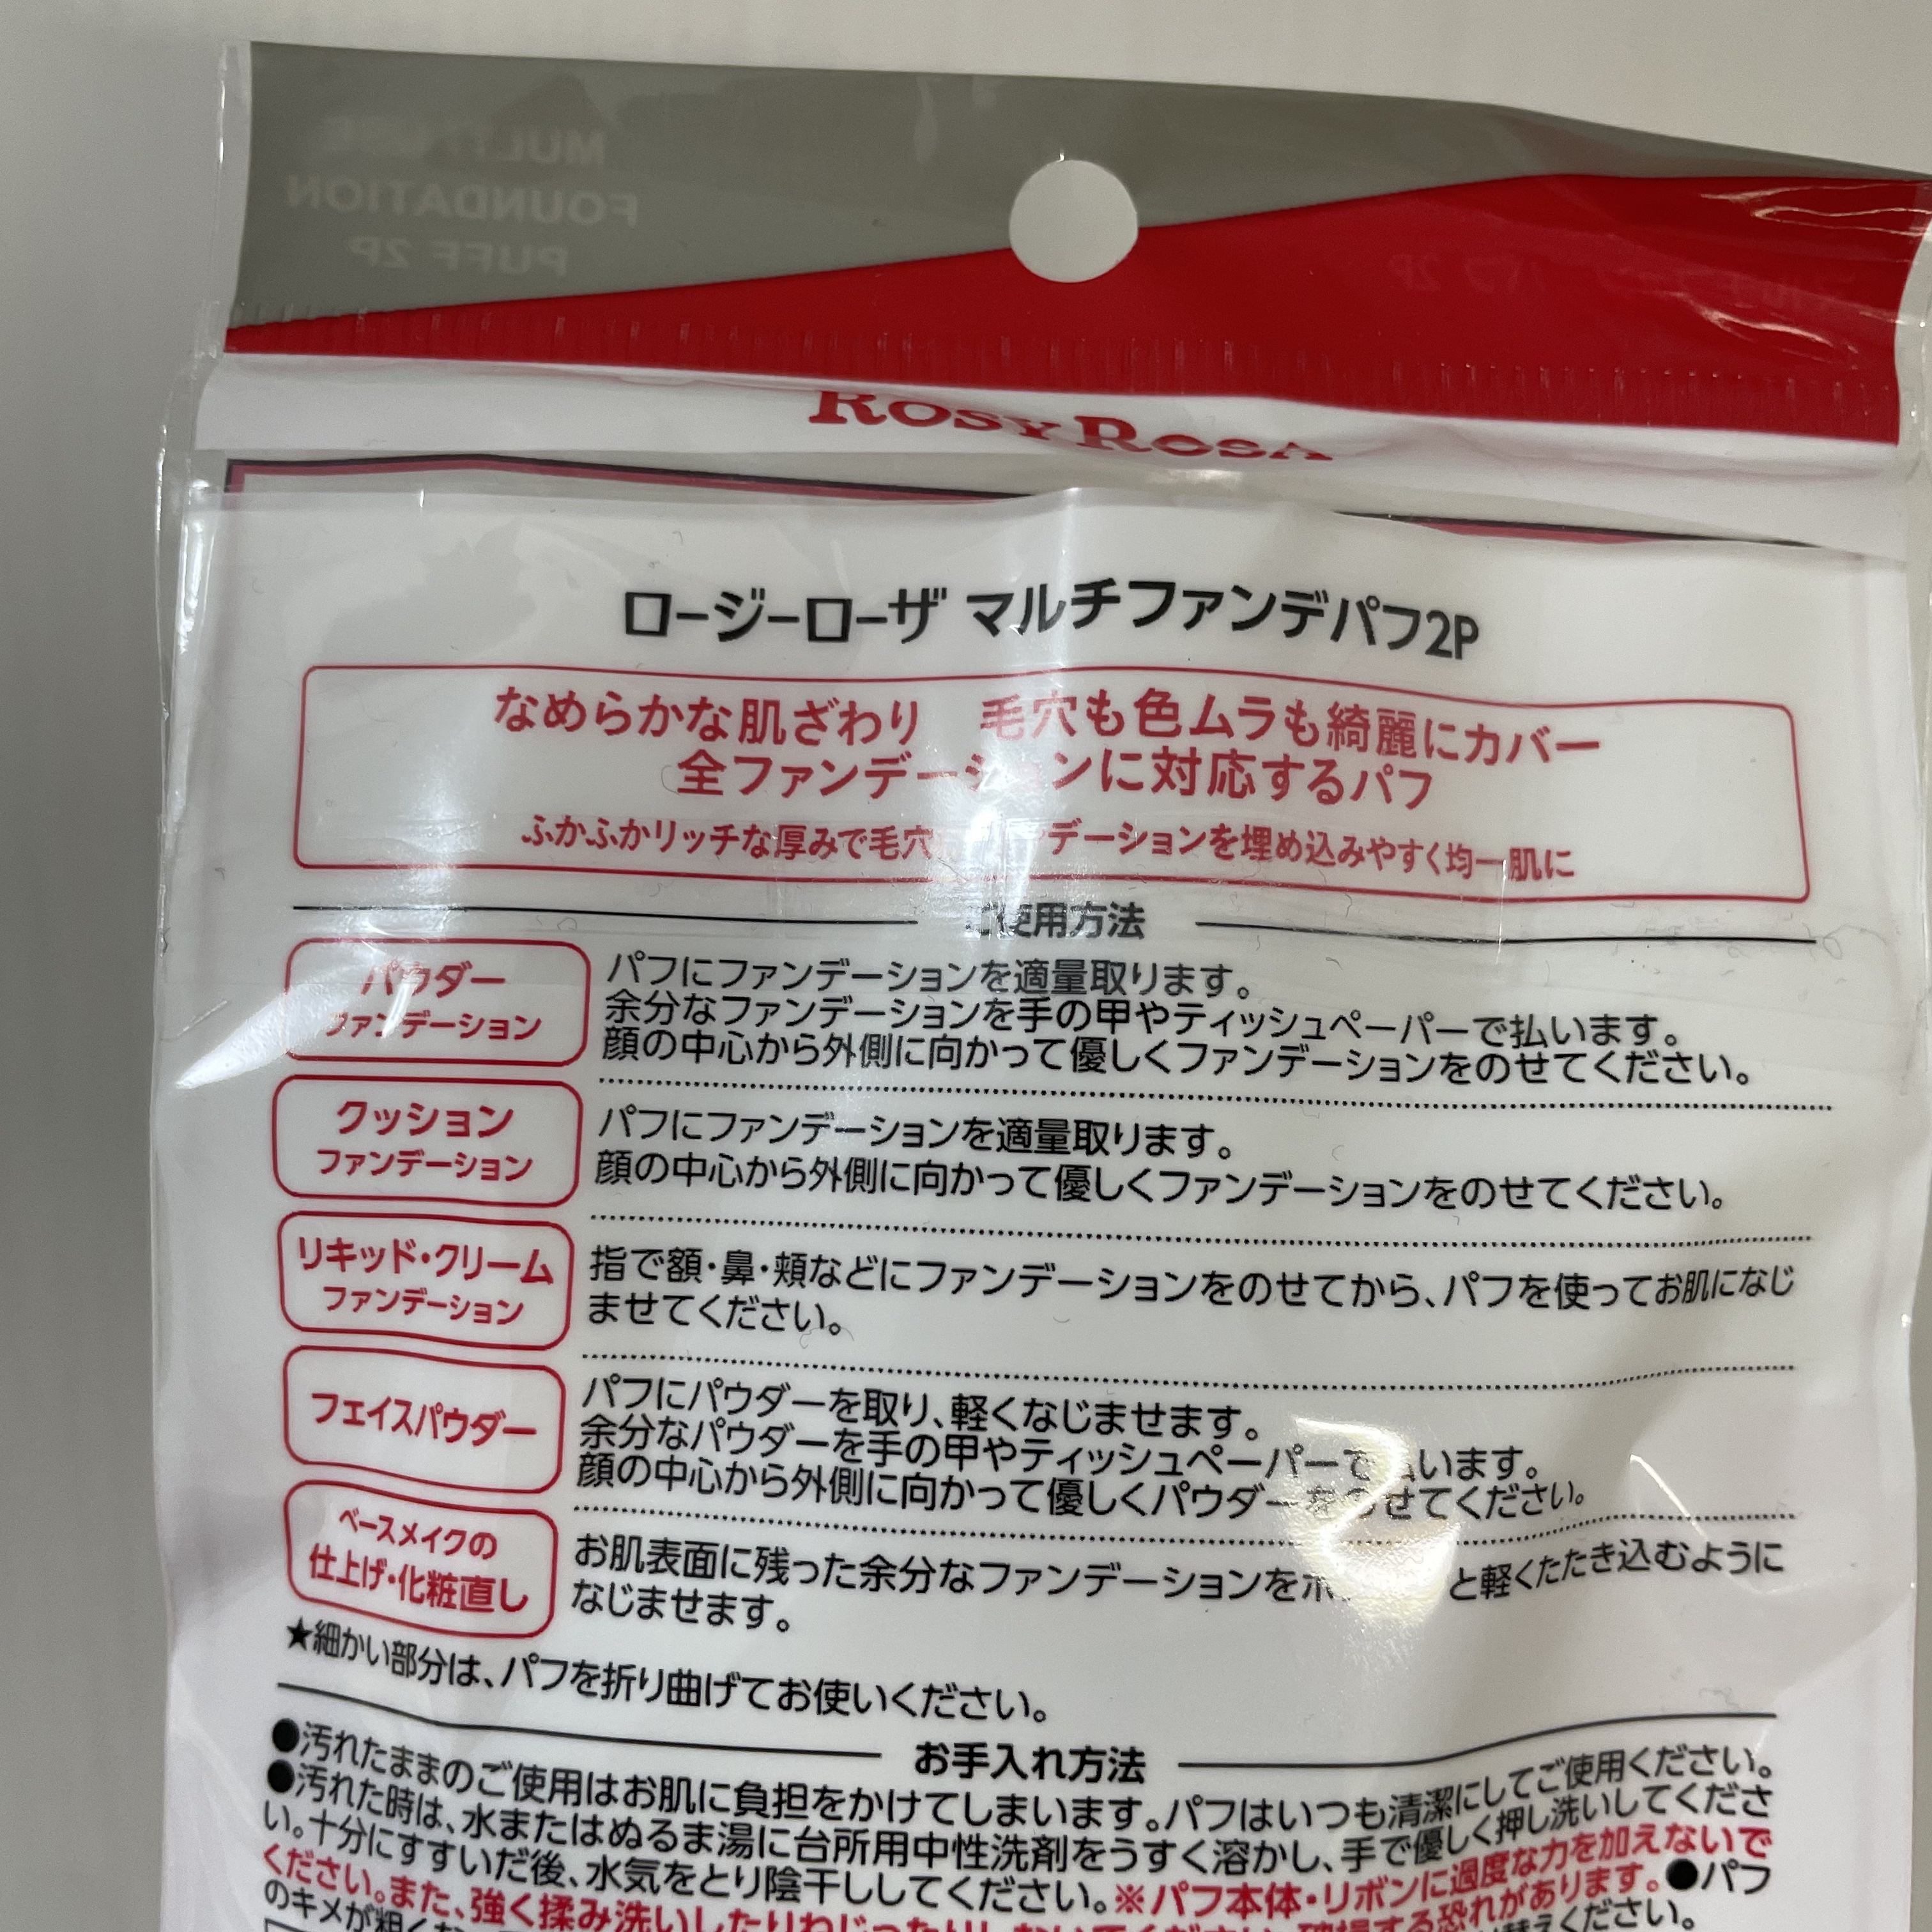 FOUNDATION
PUFF 2P
ROSY ROSA
ロージーローザ マルチファンデパフ2P
なめらかな肌ざわり 毛穴も色ムラも綺麗にカバー
全ファンデーションに対応するパフ
ふかふかリッチな厚みで毛穴 デーションを埋め込みやすく均一肌に
ご使用方法
パウダー
ファンデーション
パフにファンデーションを適量取ります。
余分なファンデーションを手の甲やティッシュペーパーで払います。
顔の中心から外側に向かって優しくファンデーションをのせてください。
クッション
ファンデーション
パフにファンデーションを適量取ります。
顔の中心から外側に向かって優しくファンデーションをのせてください。
リキッド・クリーム
ファンデーション
指で額・鼻・頬などにファンデーションをのせてから、パフを使ってお肌になじ
ませてください。
フェイスパウダー
パフにパウダーを取り、軽くなじませます。
余分なパウダーを手の甲やティッシュペーパーで払います。
顔の中心から外側に向かって優しくパウダーをのせてください。
ベースメイクの
仕上げ・化粧直し
お肌表面に残った余分なファンデーションを と軽くたたき込むように
なじませます。
★細かい部分は、パフを折り曲げてお使いください。
お手入れ方法
●汚れたままのご使用はお肌に負担をかけてしまいます。パフはいつも清潔にしてご使用ください。
●汚れた時は、水またはぬるま湯に台所用中性洗剤をうすく溶かし、手で優しく押し洗いしてくださ
い。十分にすすいだ後、水気をとり陰干ししてください。※パフ本体・リボンに過度な力を加えないで
ください。また、強く揉み洗いしたりねじったりしないでください。破損する恐れがあります。●パフ
のキメが粗く 替えください。